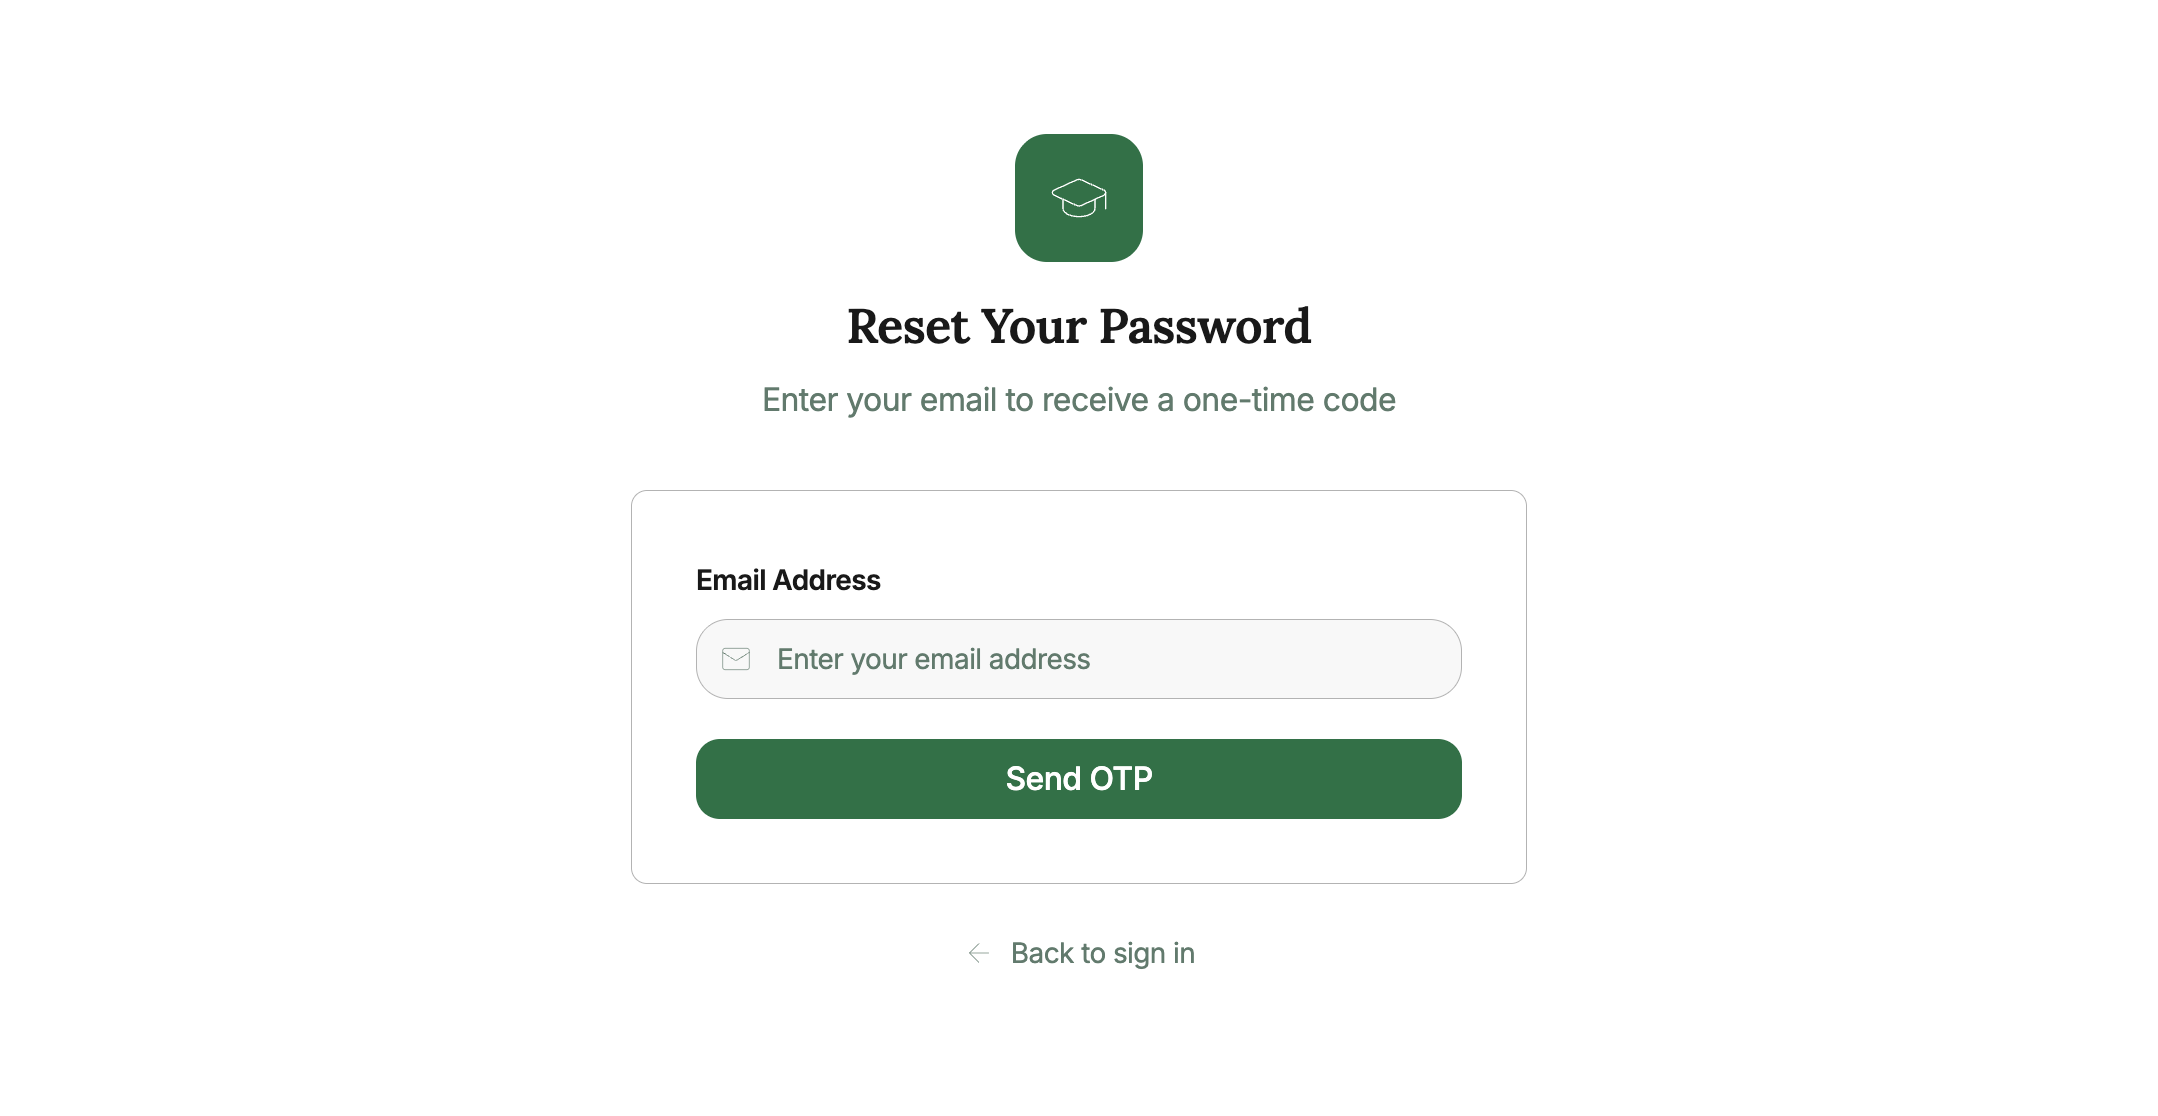 Reset Your Password
Enter your email to receive a one-time code
Email Address
Enter your email address
Send OTP
Back to sign in